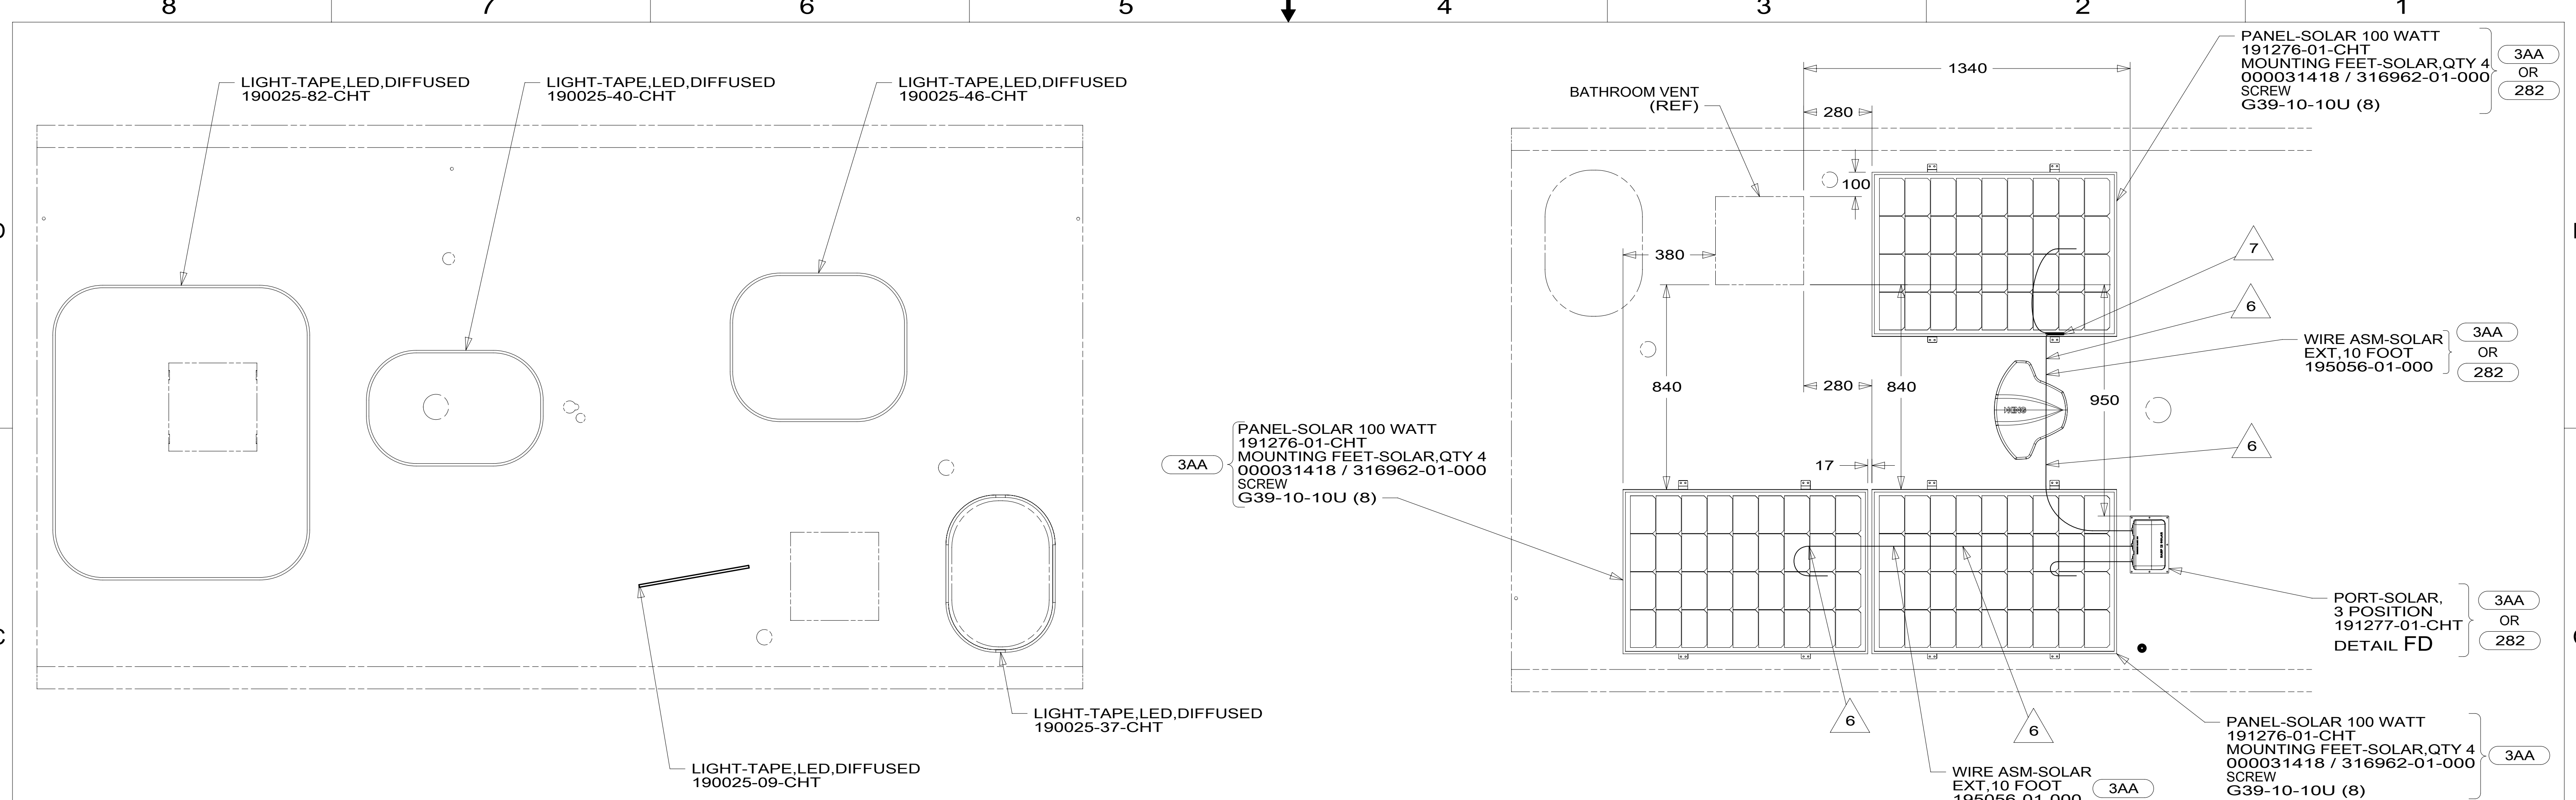 8 7 6 5 4 3 2 1
LIGHT-TAPE,LED,DIFFUSED
190025-82-CHT
LIGHT-TAPE,LED,DIFFUSED
190025-40-CHT
LIGHT-TAPE,LED,DIFFUSED
190025-46-CHT
LIGHT-TAPE,LED,DIFFUSED
190025-37-CHT
LIGHT-TAPE,LED,DIFFUSED
190025-09-CHT
BATHROOM VENT
(REF)
1340
280
100
380
840
280
840
950
17
PANEL-SOLAR 100 WATT
191276-01-CHT
MOUNTING FEET-SOLAR,QTY 4
000031418 / 316962-01-000
SCREW
G39-10-10U (8)
3AA
OR
282
7
6
WIRE ASM-SOLAR
EXT,10 FOOT
195056-01-000
3AA
OR
282
6
3AA
PANEL-SOLAR 100 WATT
191276-01-CHT
MOUNTING FEET-SOLAR,QTY 4
000031418 / 316962-01-000
SCREW
G39-10-10U (8)
PORT-SOLAR,
3 POSITION
191277-01-CHT
DETAIL FD
3AA
OR
282
6
6
WIRE ASM-SOLAR
EXT,10 FOOT
195056-01-000
3AA
PANEL-SOLAR 100 WATT
191276-01-CHT
MOUNTING FEET-SOLAR,QTY 4
000031418 / 316962-01-000
SCREW
G39-10-10U (8)
3AA